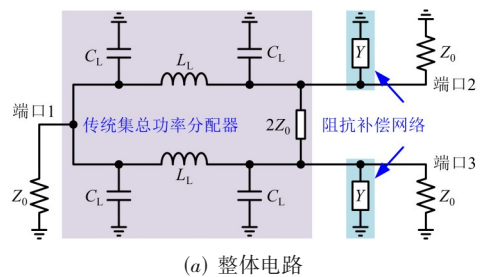 C_L L_L C_L Y Z_0
端口1 端口2
传统集总功率分配器 2Z_0 阻抗补偿网络
端口3
Z_0 C_L L_L C_L Y Z_0
(a) 整体电路